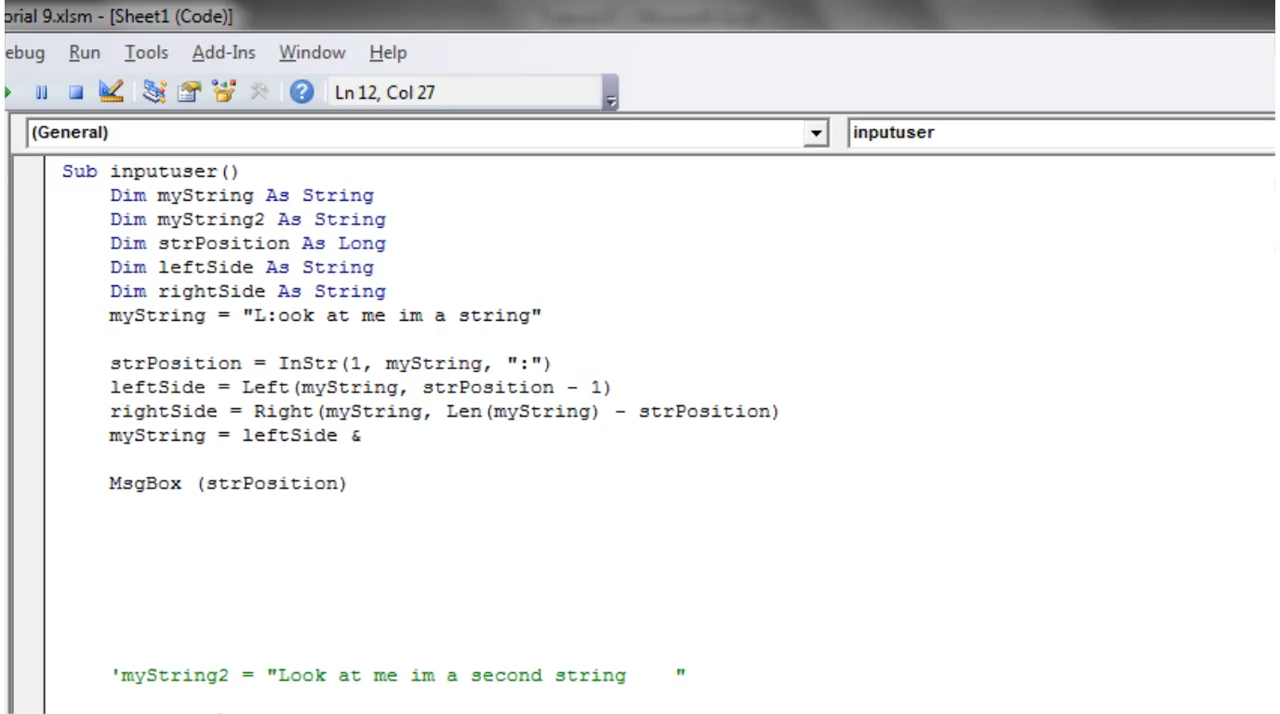 orial 9.xlsm - [Sheet1 (Code)]
ebug Run Tools Add-Ins Window Help
Ln 12, Col 27
(General) inputuser
Sub inputuser()
Dim myString As String
Dim myString2 As String
Dim strPosition As Long
Dim leftSide As String
Dim rightSide As String
myString = "L:ook at me im a string"
strPosition = InStr(1, myString, ":")
leftSide = Left(myString, strPosition - 1)
rightSide = Right(myString, Len(myString) - strPosition)
myString = leftSide &
MsgBox (strPosition)
'myString2 = "Look at me im a second string    "